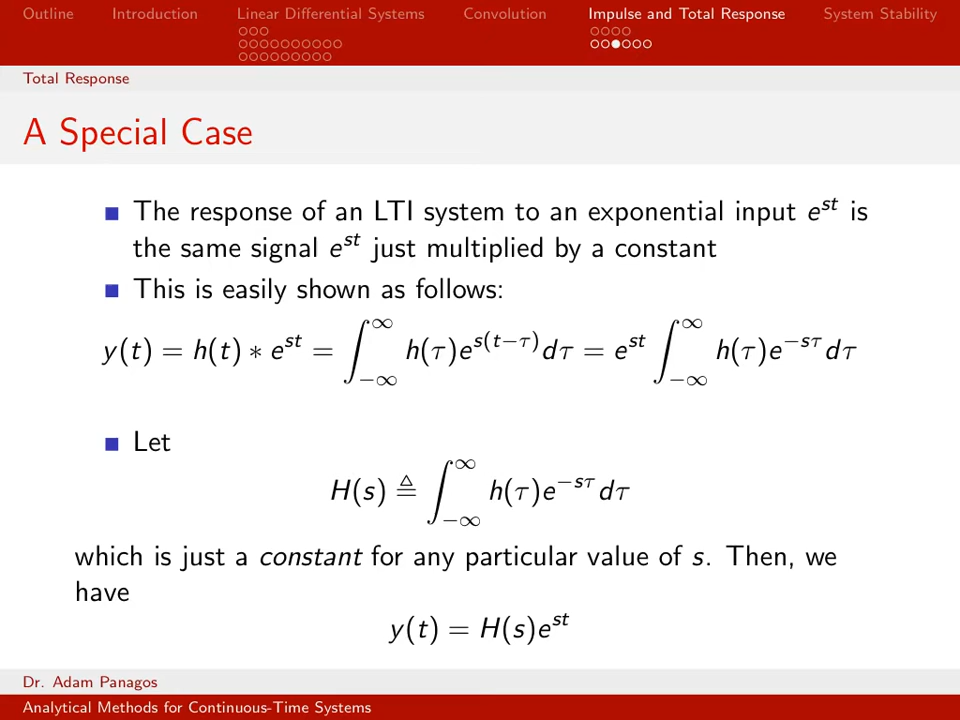 Outline Introduction Linear Differential Systems Convolution Impulse and Total Response System Stability
Total Response
A Special Case
The response of an LTI system to an exponential input e^{st} is
the same signal e^{st} just multiplied by a constant
This is easily shown as follows:
y(t) = h(t) ∗ e^{st} = ∫_{−∞}^{∞} h(τ)e^{s(t−τ)}dτ = e^{st} ∫_{−∞}^{∞} h(τ)e^{−sτ}dτ
Let
H(s) ≜ ∫_{−∞}^{∞} h(τ)e^{−sτ}dτ
which is just a constant for any particular value of s. Then, we
have
y(t) = H(s)e^{st}
Dr. Adam Panagos
Analytical Methods for Continuous-Time Systems